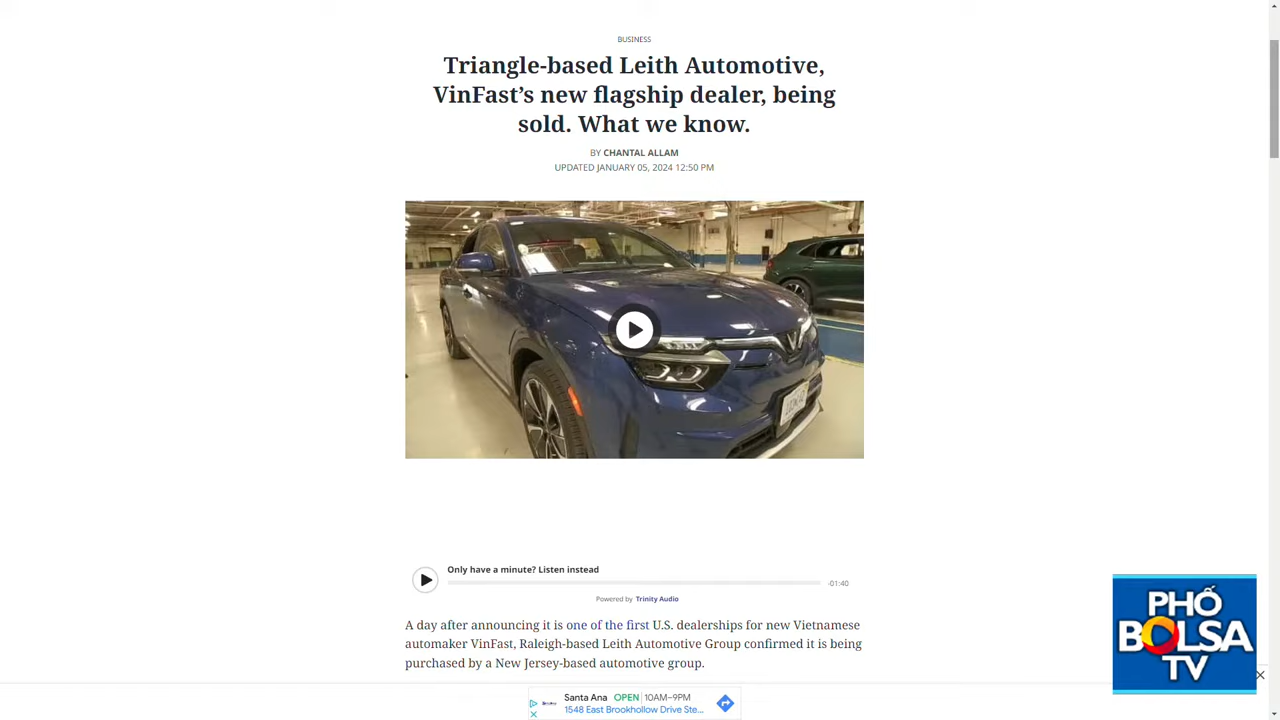 BUSINESS
Triangle-based Leith Automotive,
VinFast’s new flagship dealer, being
sold. What we know.
BY CHANTAL ALLAM
UPDATED JANUARY 05, 2024 12:50 PM
Only have a minute? Listen instead
-01:40
Powered by Trinity Audio
A day after announcing it is one of the first U.S. dealerships for new Vietnamese
automaker VinFast, Raleigh-based Leith Automotive Group confirmed it is being
purchased by a New Jersey-based automotive group.
PHỐ
BOLSA
TV
Santa Ana OPEN 10AM–9PM
1548 East Brookhollow Drive Ste...